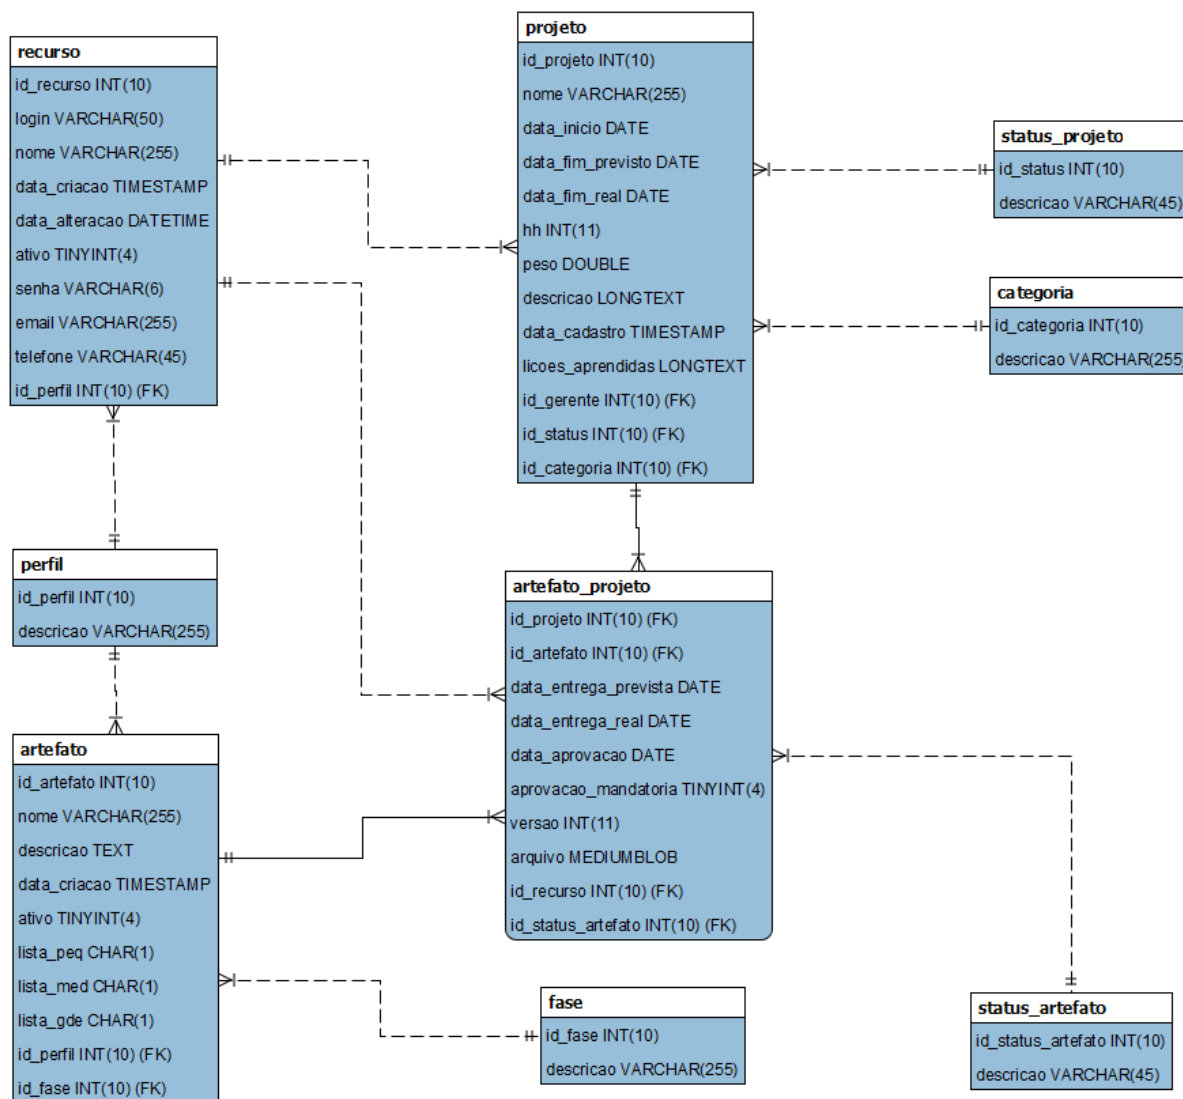 recurso
id_recurso INT(10)
login VARCHAR(50)
nome VARCHAR(255)
data_criacao TIMESTAMP
data_alteracao DATETIME
ativo TINYINT(4)
senha VARCHAR(6)
email VARCHAR(255)
telefone VARCHAR(45)
id_perfil INT(10) (FK)
projeto
id_projeto INT(10)
nome VARCHAR(255)
data_inicio DATE
data_fim_previsto DATE
data_fim_real DATE
hh INT(11)
peso DOUBLE
descricao LONGTEXT
data_cadastro TIMESTAMP
licoes_aprendidas LONGTEXT
id_gerente INT(10) (FK)
id_status INT(10) (FK)
id_categoria INT(10) (FK)
status_projeto
id_status INT(10)
descricao VARCHAR(45)
categoria
id_categoria INT(10)
descricao VARCHAR(255)
perfil
id_perfil INT(10)
descricao VARCHAR(255)
artefato_projeto
id_projeto INT(10) (FK)
id_artefato INT(10) (FK)
data_entrega_prevista DATE
data_entrega_real DATE
data_aprovacao DATE
aprovacao_mandatoria TINYINT(4)
versao INT(11)
arquivo MEDIUMBLOB
id_recurso INT(10) (FK)
id_status_artefato INT(10) (FK)
artefato
id_artefato INT(10)
nome VARCHAR(255)
descricao TEXT
data_criacao TIMESTAMP
ativo TINYINT(4)
lista_peq CHAR(1)
lista_med CHAR(1)
lista_gde CHAR(1)
id_perfil INT(10) (FK)
id_fase INT(10) (FK)
fase
id_fase INT(10)
descricao VARCHAR(255)
status_artefato
id_status_artefato INT(10)
descricao VARCHAR(45)